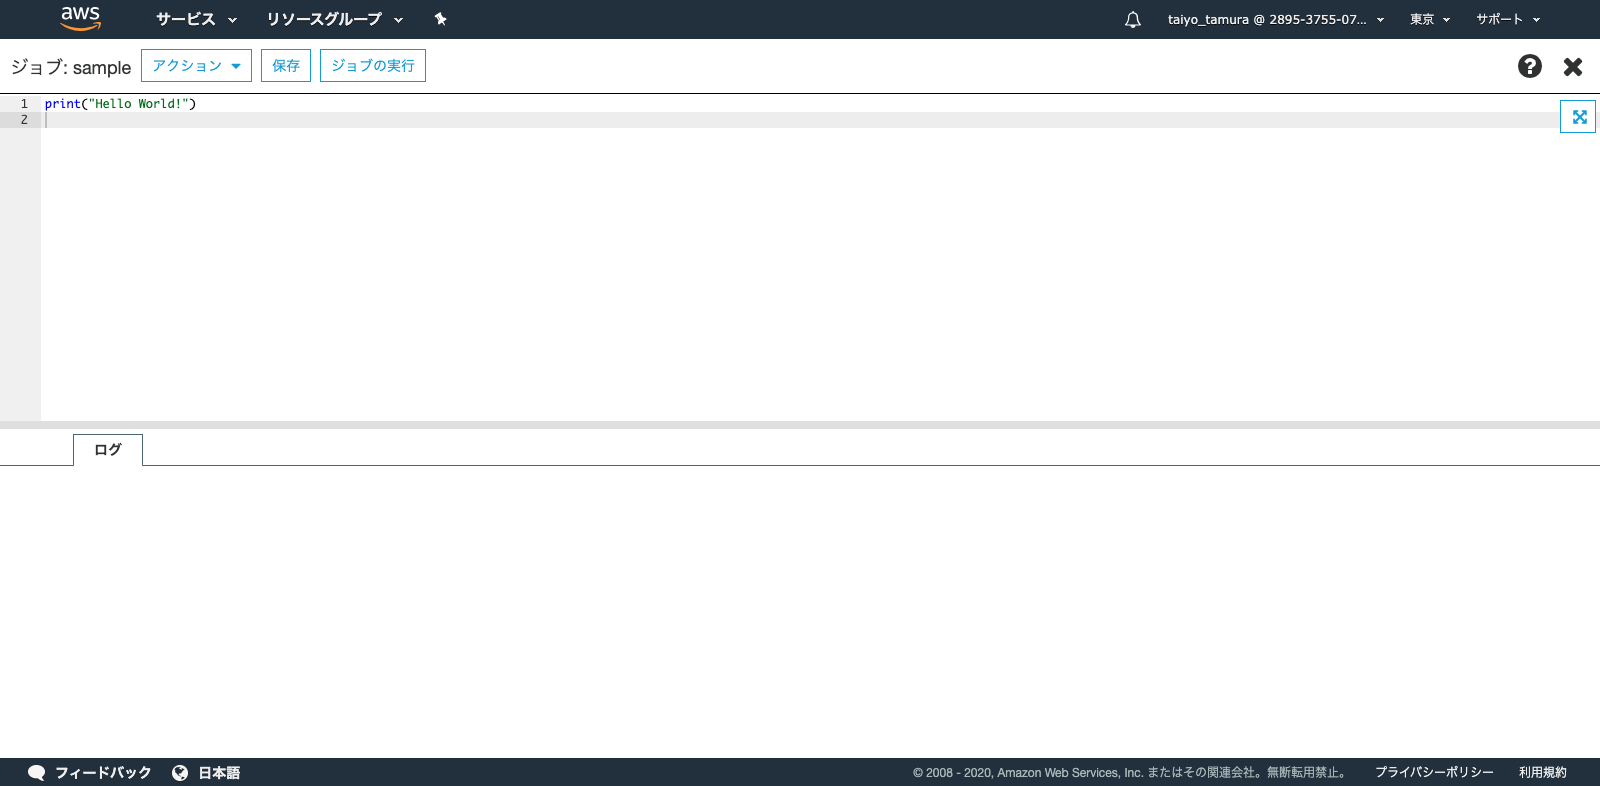 aws サービス リソースグループ taiyo_tamura @ 2895-3755-07... 東京 サポート
ジョブ: sample アクション 保存 ジョブの実行
1 print("Hello World!")
2
ログ
フィードバック 日本語 © 2008 - 2020, Amazon Web Services, Inc. またはその関連会社。無断転用禁止。 プライバシーポリシー 利用規約